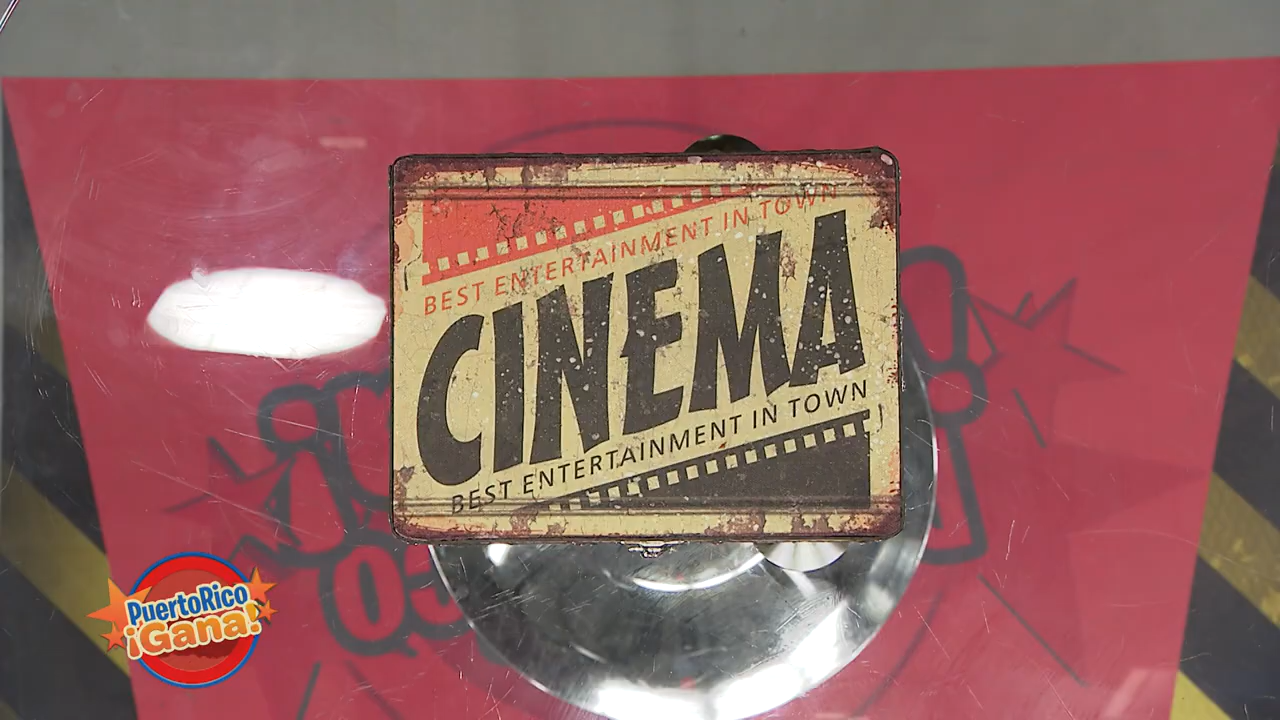 BEST ENTERTAINMENT IN TOWN
CINEMA
BEST ENTERTAINMENT IN TOWN
PuertoRico
¡Gana!